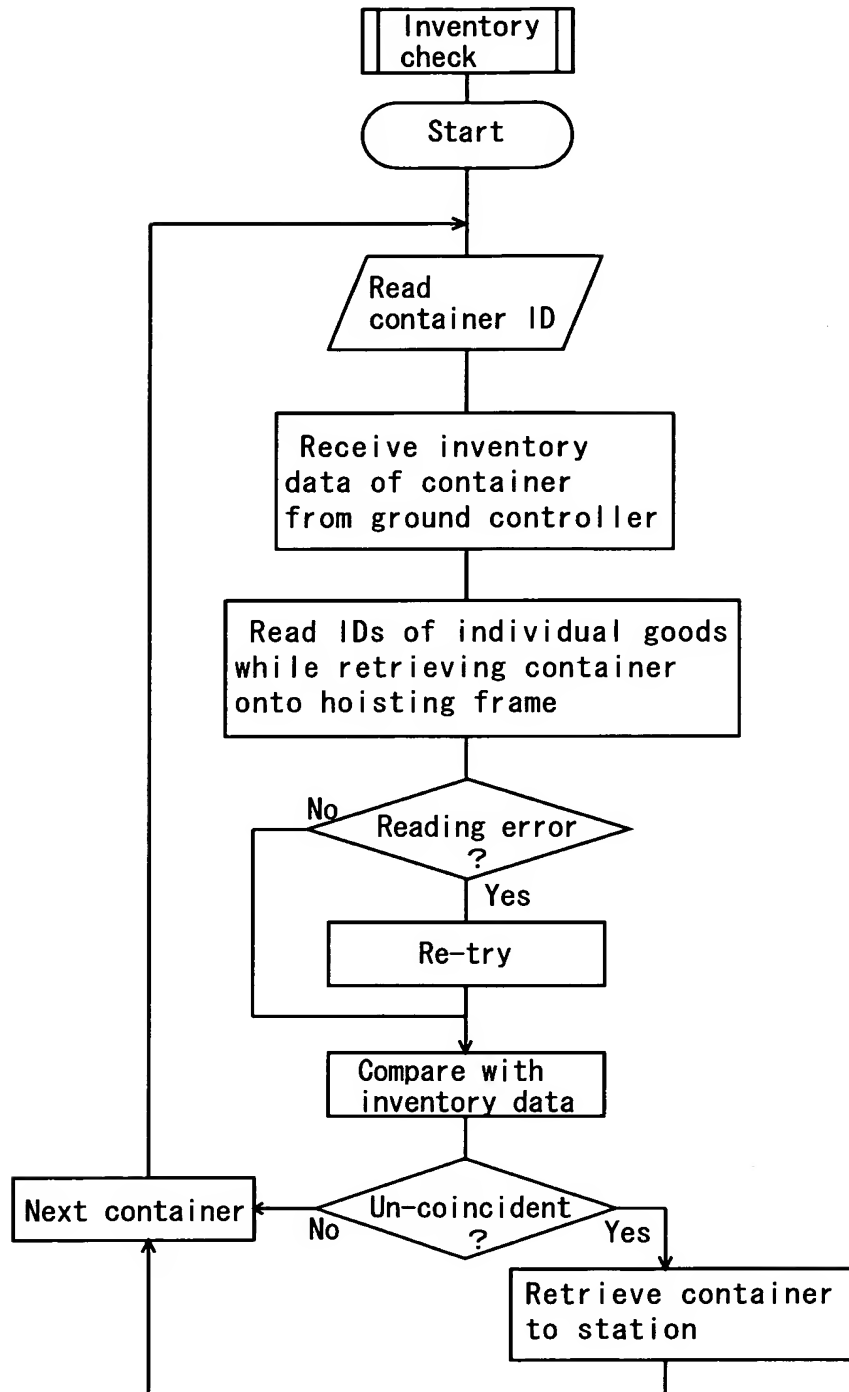 Inventory
check
Start
Read
container ID
Receive inventory
data of container
from ground controller
Read IDs of individual goods
while retrieving container
onto hoisting frame
No
Reading error
?
Yes
Re-try
Compare with
inventory data
Next container
No
Un-coincident
?
Yes
Retrieve container
to station